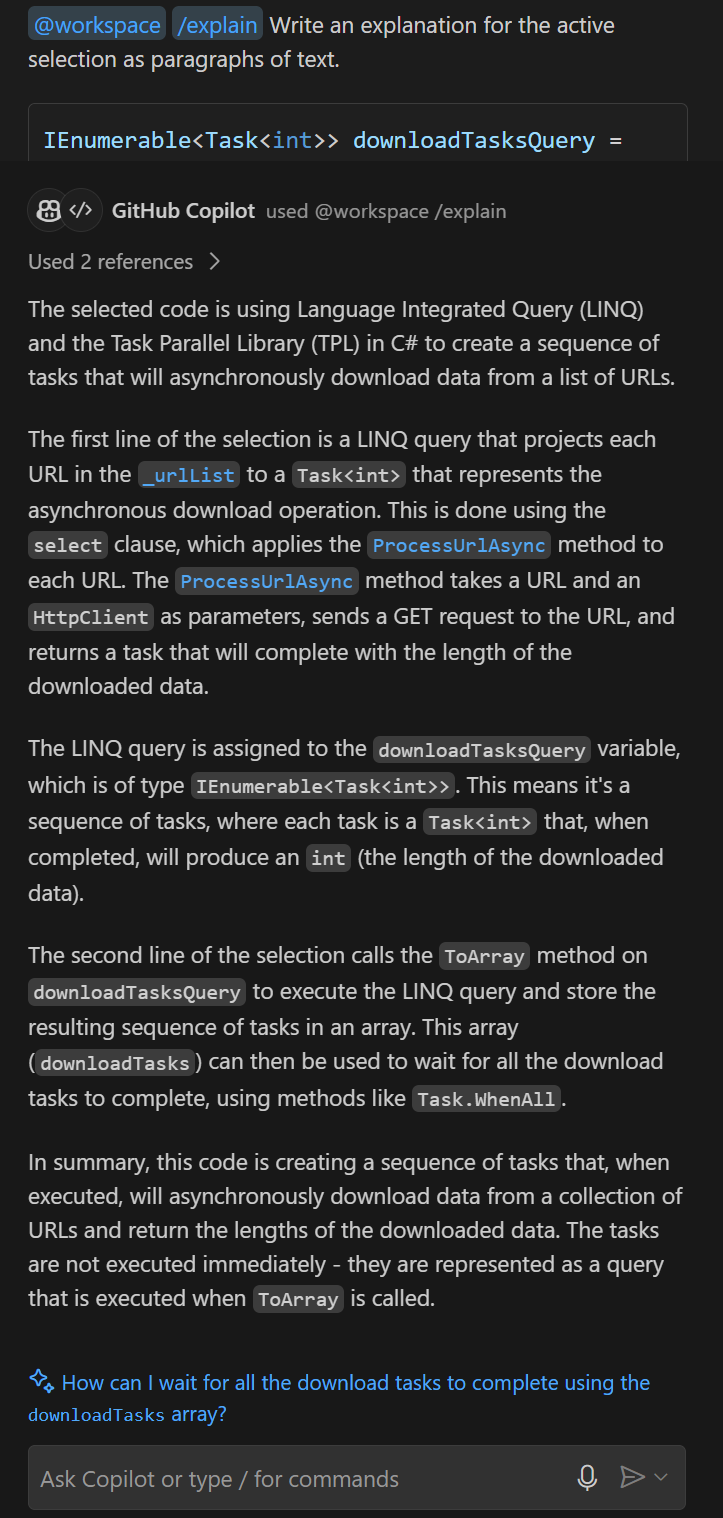 @workspace /explain Write an explanation for the active
selection as paragraphs of text.
IEnumerable<Task<int>> downloadTasksQuery =
</> GitHub Copilot used @workspace /explain
Used 2 references >
The selected code is using Language Integrated Query (LINQ)
and the Task Parallel Library (TPL) in C# to create a sequence of
tasks that will asynchronously download data from a list of URLs.
The first line of the selection is a LINQ query that projects each
URL in the _urlList to a Task<int> that represents the
asynchronous download operation. This is done using the
select clause, which applies the ProcessUrlAsync method to
each URL. The ProcessUrlAsync method takes a URL and an
HttpClient as parameters, sends a GET request to the URL, and
returns a task that will complete with the length of the
downloaded data.
The LINQ query is assigned to the downloadTasksQuery variable,
which is of type IEnumerable<Task<int>>. This means it's a
sequence of tasks, where each task is a Task<int> that, when
completed, will produce an int (the length of the downloaded
data).
The second line of the selection calls the ToArray method on
downloadTasksQuery to execute the LINQ query and store the
resulting sequence of tasks in an array. This array
(downloadTasks) can then be used to wait for all the download
tasks to complete, using methods like Task.WhenAll.
In summary, this code is creating a sequence of tasks that, when
executed, will asynchronously download data from a collection of
URLs and return the lengths of the downloaded data. The tasks
are not executed immediately - they are represented as a query
that is executed when ToArray is called.
How can I wait for all the download tasks to complete using the
downloadTasks array?
Ask Copilot or type / for commands